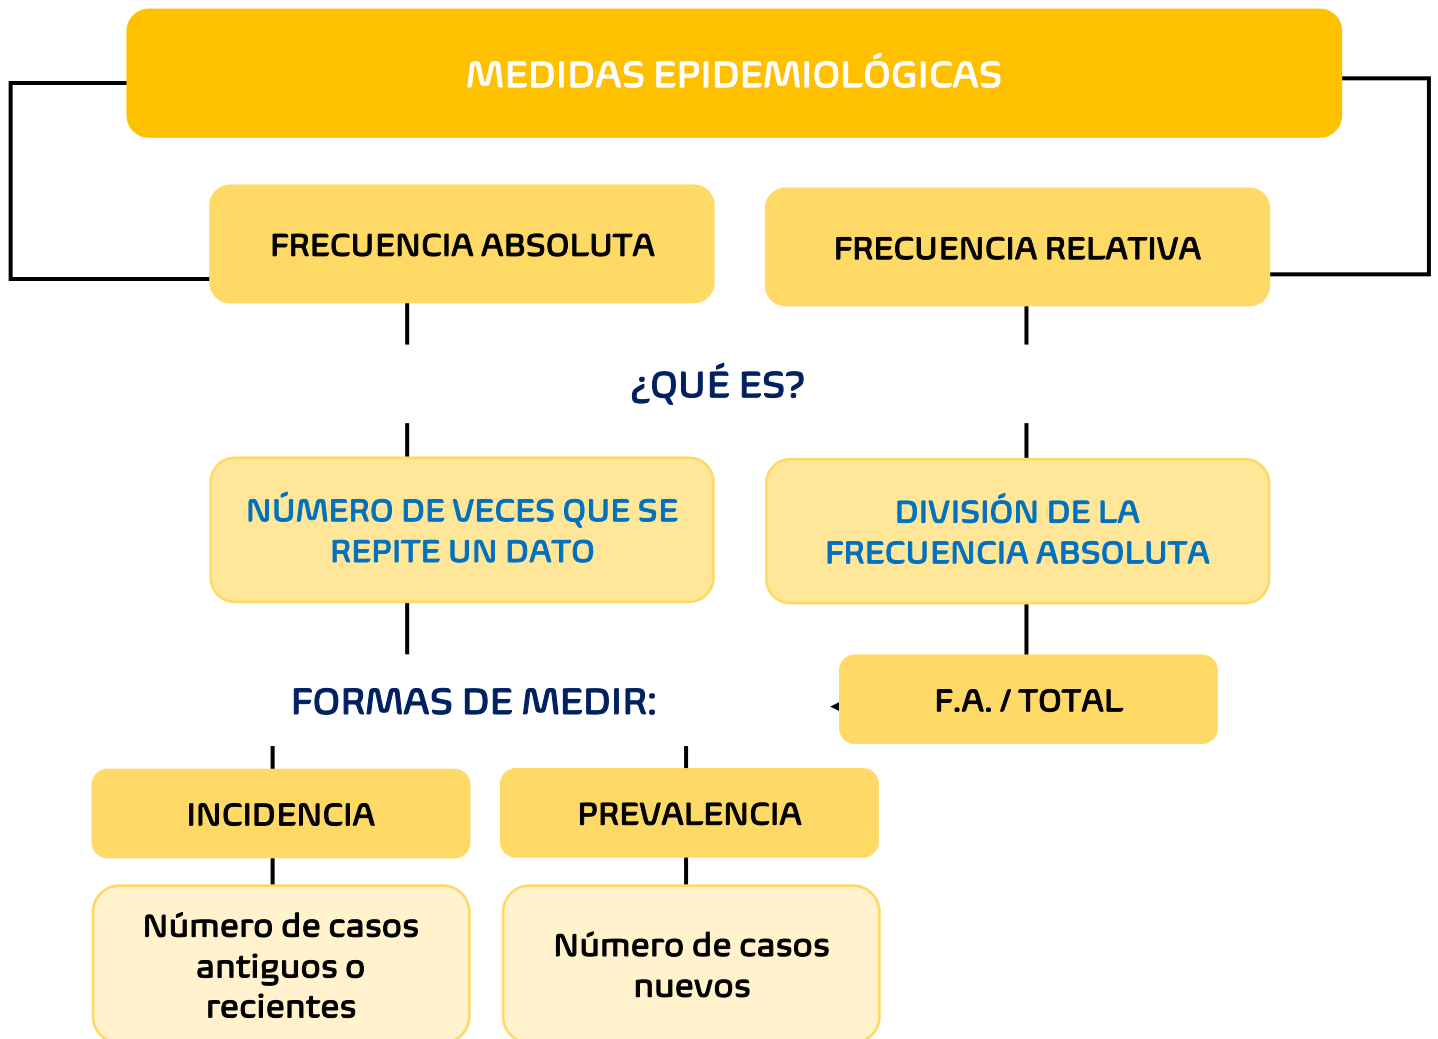 MEDIDAS EPIDEMIOLÓGICAS
FRECUENCIA ABSOLUTA
FRECUENCIA RELATIVA
¿QUÉ ES?
NÚMERO DE VECES QUE SE
REPITE UN DATO
DIVISIÓN DE LA
FRECUENCIA ABSOLUTA
FORMAS DE MEDIR:
F.A. / TOTAL
INCIDENCIA
PREVALENCIA
Número de casos
antiguos o
recientes
Número de casos
nuevos